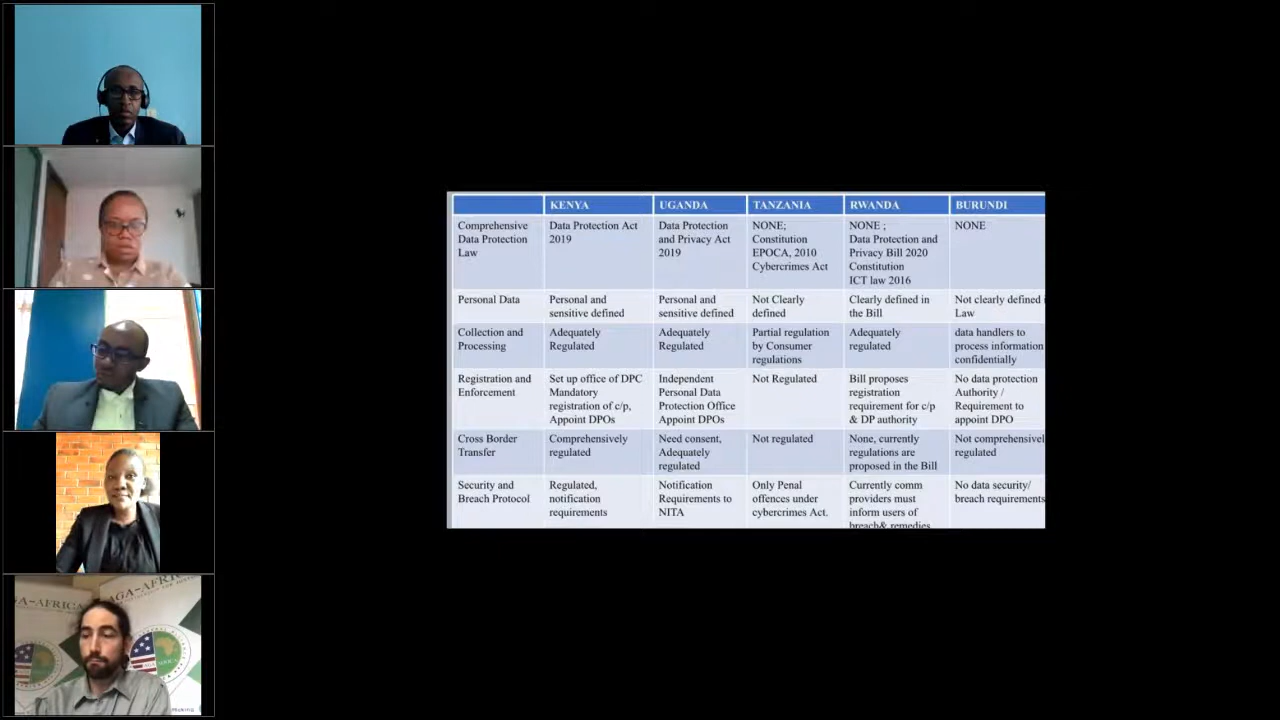 KENYA UGANDA TANZANIA RWANDA BURUNDI
Comprehensive
Data Protection
Law
Data Protection Act
2019
Data Protection
and Privacy Act
2019
NONE;
Constitution
EPOCA, 2010
Cybercrimes Act
NONE ;
Data Protection and
Privacy Bill 2020
Constitution
ICT law 2016
NONE
Personal Data
Personal and
sensitive defined
Personal and
sensitive defined
Not Clearly
defined
Clearly defined in
the Bill
Not clearly defined
Law
Collection and
Processing
Adequately
Regulated
Adequately
Regulated
Partial regulation
by Consumer
regulations
Adequately
regulated
data handlers to
process information
confidentially
Registration and
Enforcement
Set up office of DPC
Mandatory
registration of c/p,
Appoint DPOs
Independent
Personal Data
Protection Office
Appoint DPOs
Not Regulated
Bill proposes
registration
requirement for c/p
& DP authority
No data protection
Authority /
Requirement to
appoint DPO
Cross Border
Transfer
Comprehensively
regulated
Need consent,
Adequately
regulated
Not regulated
None, currently
regulations are
proposed in the Bill
Not comprehensivel
regulated
Security and
Breach Protocol
Regulated,
notification
requirements
Notification
Requirements to
NITA
Only Penal
offences under
cybercrimes Act.
Currently comm
providers must
inform users of
breach& remedies
No data security/
breach requirements
AGA-AFRICA